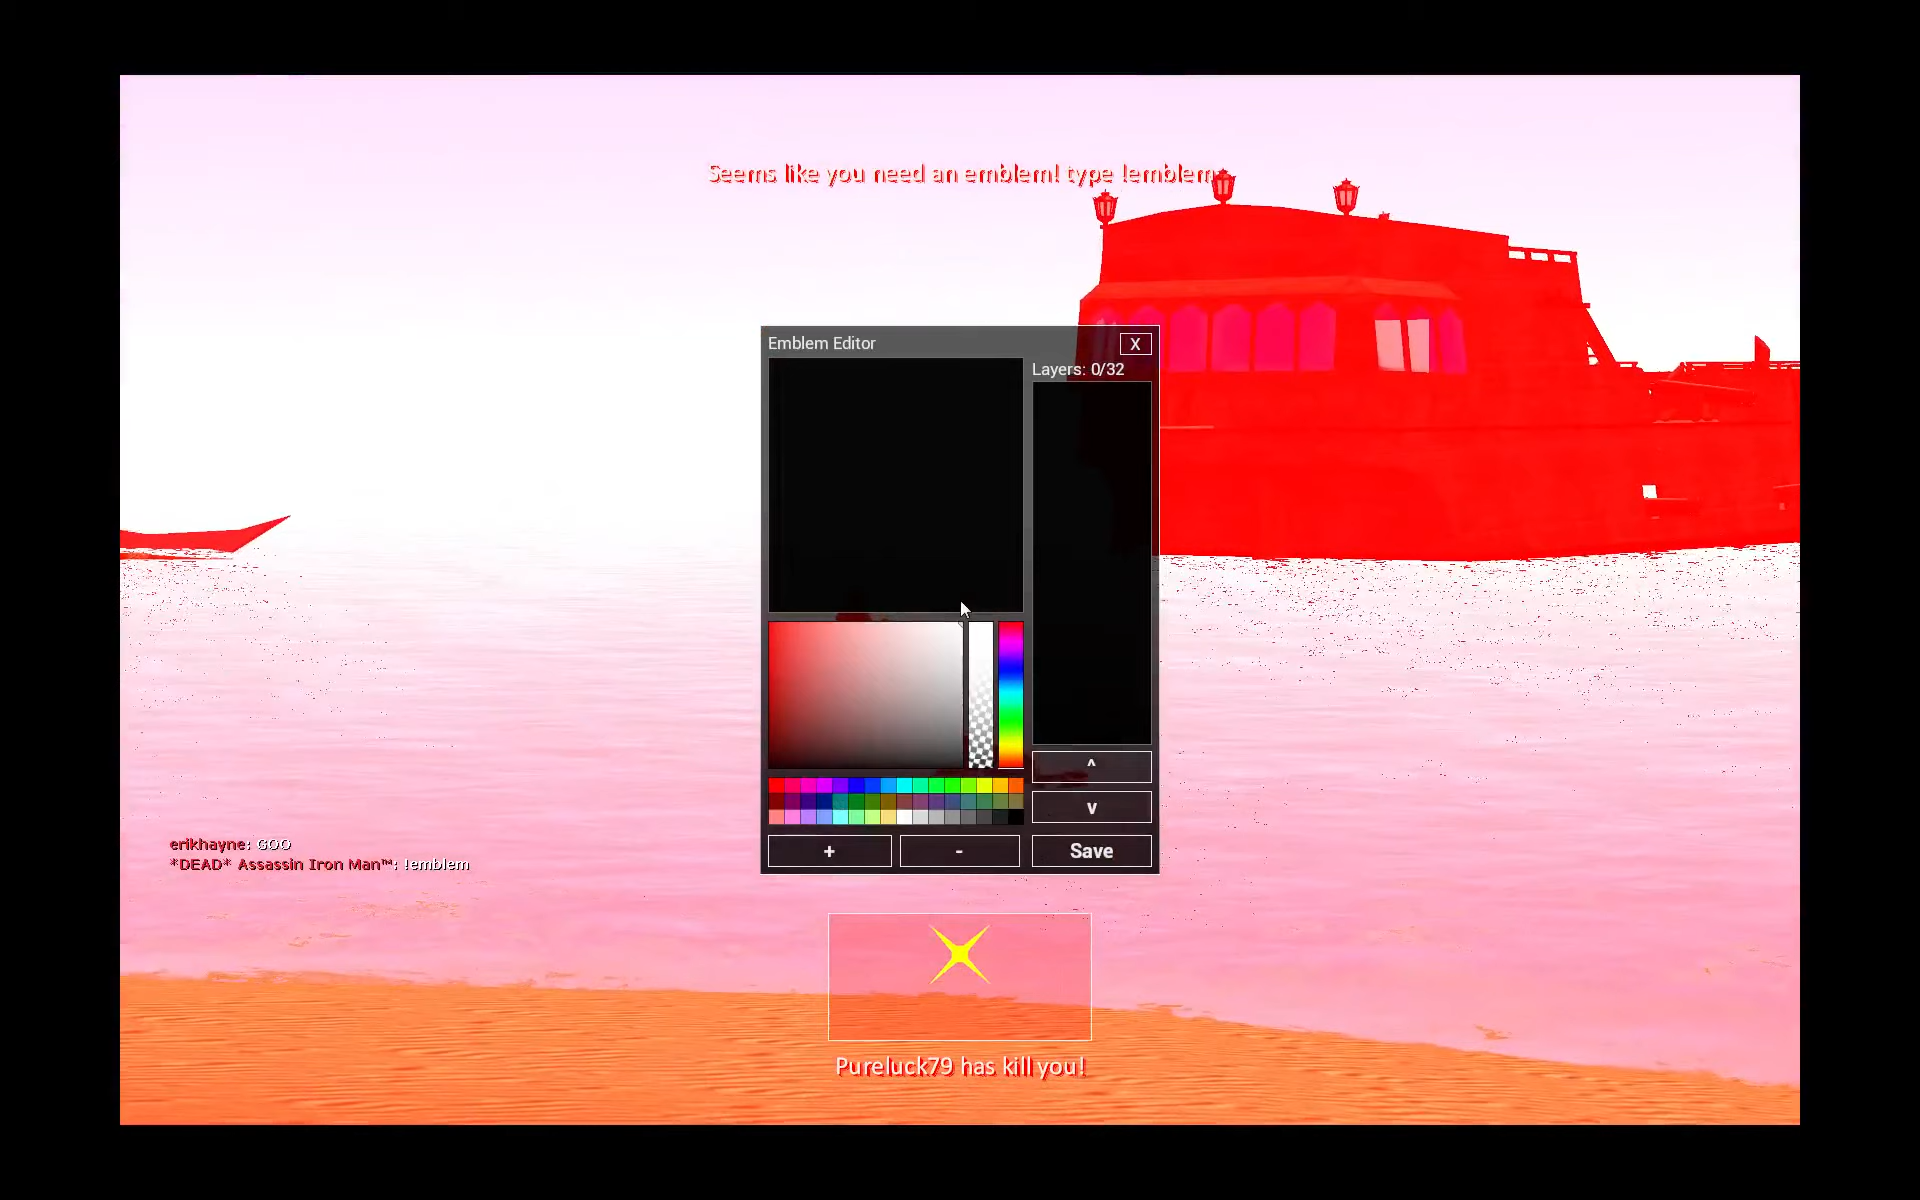 Seems like you need an emblem! type !emblem
Emblem Editor
X
Layers: 0/32
^
v
+
-
Save
erikhayne: GOO
*DEAD* Assassin Iron Man™: !emblem
Pureluck79 has kill you!